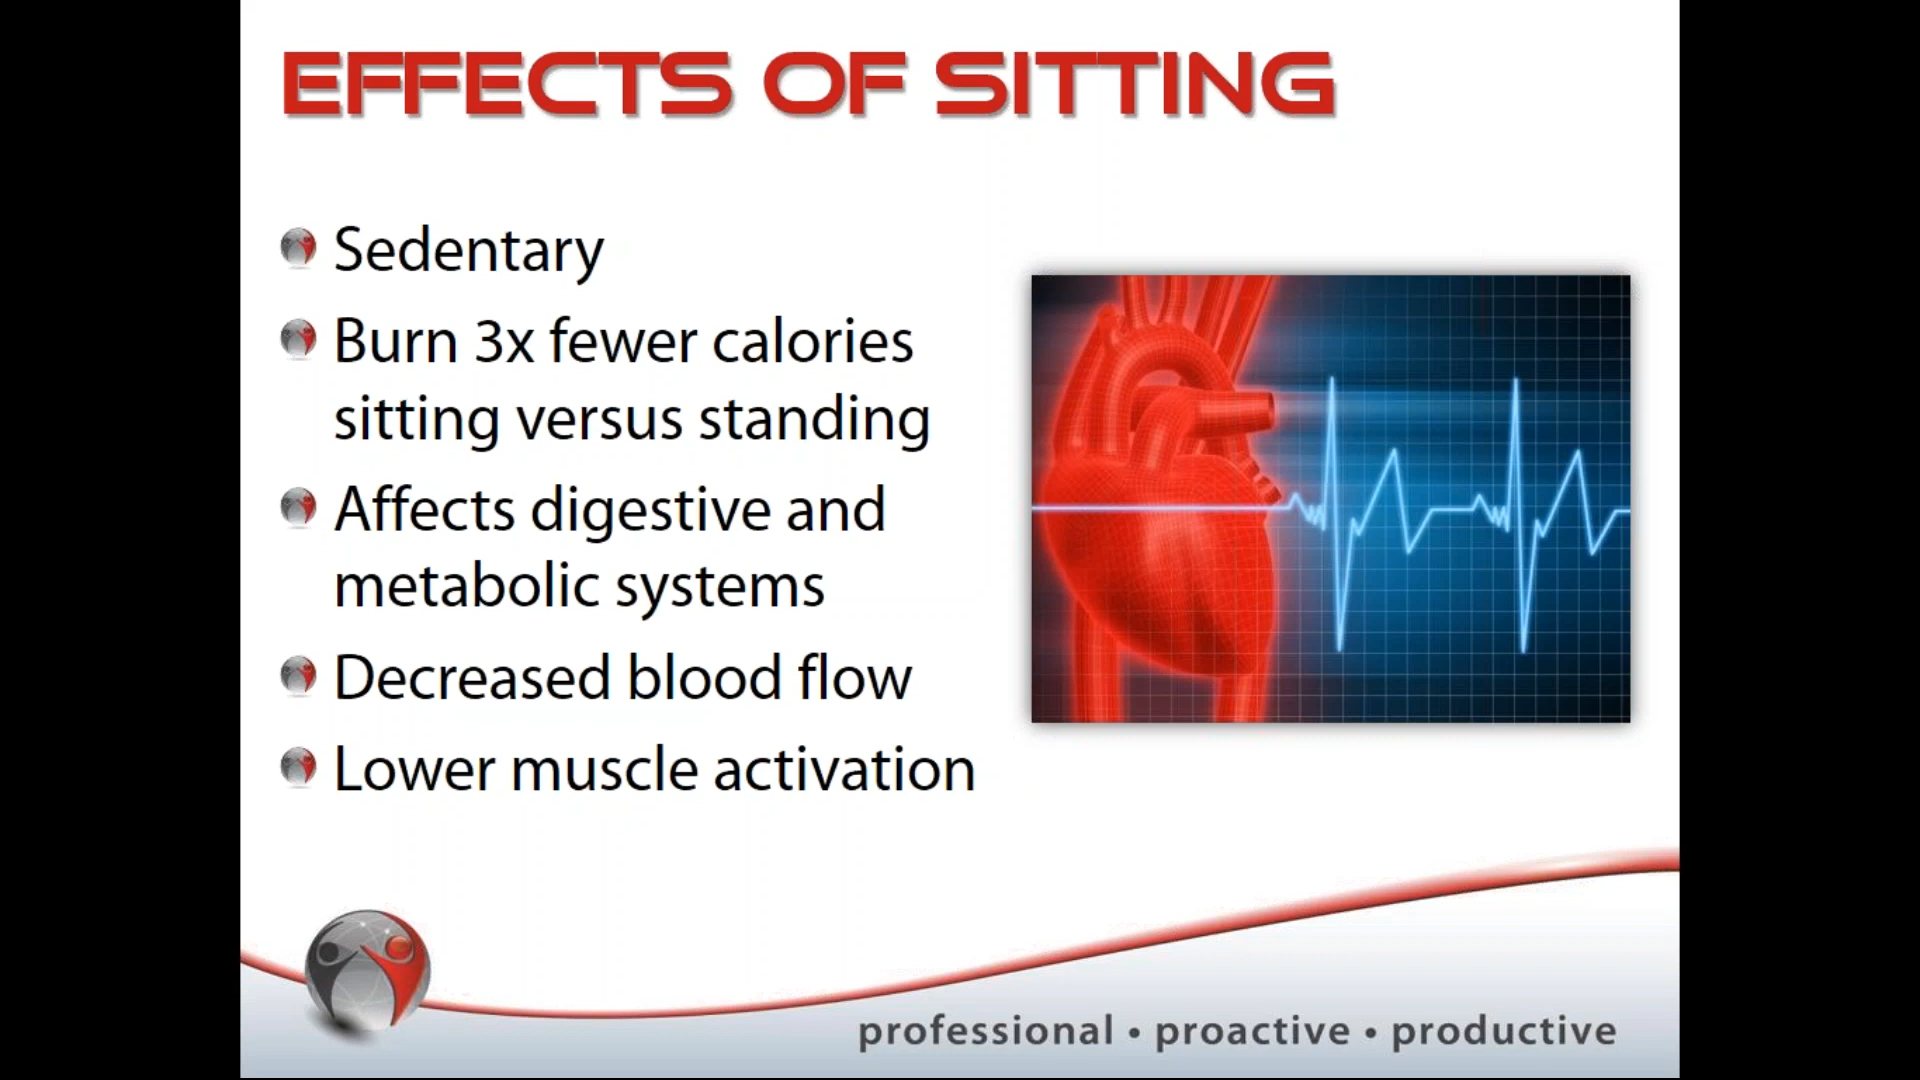 EFFECTS OF SITTING
Sedentary
Burn 3x fewer calories
sitting versus standing
Affects digestive and
metabolic systems
Decreased blood flow
Lower muscle activation
professional • proactive • productive